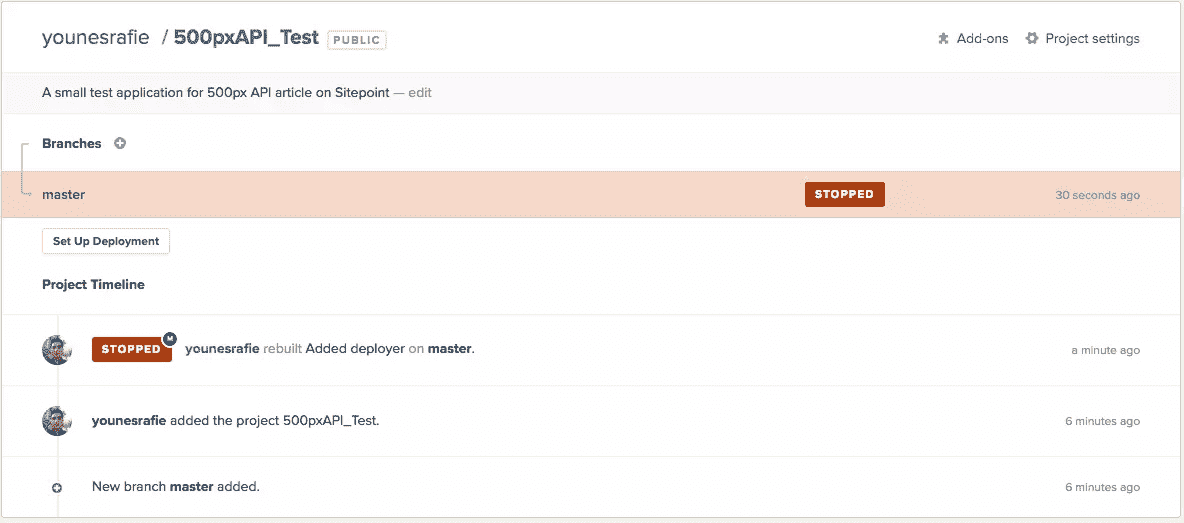 younesrafie / 500pxAPI_Test PUBLIC Add-ons Project settings
A small test application for 500px API article on Sitepoint — edit
Branches
master STOPPED 30 seconds ago
Set Up Deployment
Project Timeline
STOPPED M younesrafie rebuilt Added deployer on master. a minute ago
younesrafie added the project 500pxAPI_Test. 6 minutes ago
New branch master added. 6 minutes ago